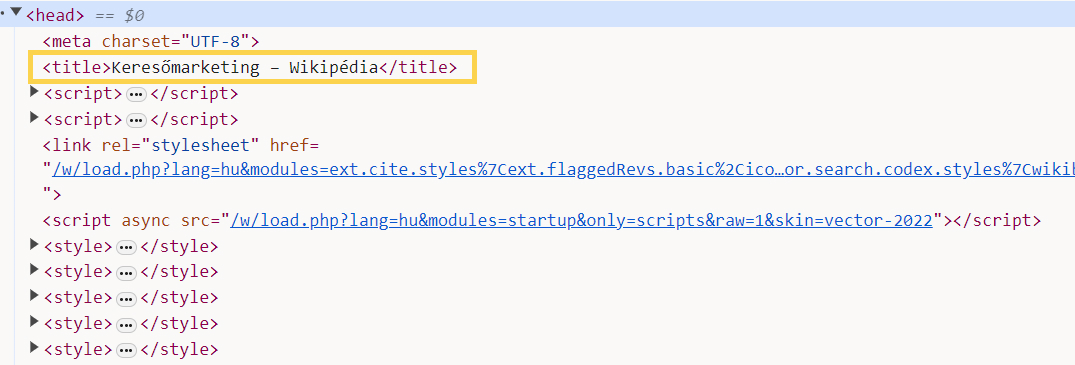 <head> == $0
<meta charset="UTF-8">
<title>Keresőmarketing – Wikipédia</title>
<script>…</script>
<script>…</script>
<link rel="stylesheet" href=
"/w/load.php?lang=hu&modules=ext.cite.styles%7Cext.flaggedRevs.basic%2Cico…or.search.codex.styles%7Cwikib
">
<script async src="/w/load.php?lang=hu&modules=startup&only=scripts&raw=1&skin=vector-2022"></script>
<style>…</style>
<style>…</style>
<style>…</style>
<style>…</style>
<style>…</style>